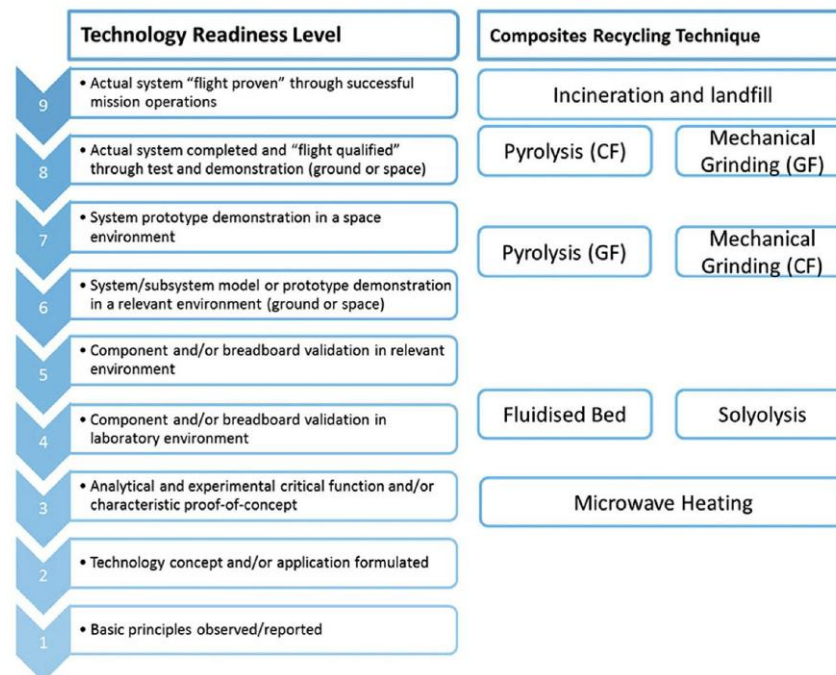 Technology Readiness Level
Composites Recycling Technique
9
• Actual system “flight proven” through successful
mission operations
Incineration and landfill
8
• Actual system completed and “flight qualified”
through test and demonstration (ground or space)
Pyrolysis (CF)
Mechanical
Grinding (GF)
7
• System prototype demonstration in a space
environment
Pyrolysis (GF)
Mechanical
Grinding (CF)
6
• System/subsystem model or prototype demonstration
in a relevant environment (ground or space)
5
• Component and/or breadboard validation in relevant
environment
4
• Component and/or breadboard validation in
laboratory environment
Fluidised Bed
Solyolysis
3
• Analytical and experimental critical function and/or
characteristic proof-of-concept
Microwave Heating
2
• Technology concept and/or application formulated
1
• Basic principles observed/reported